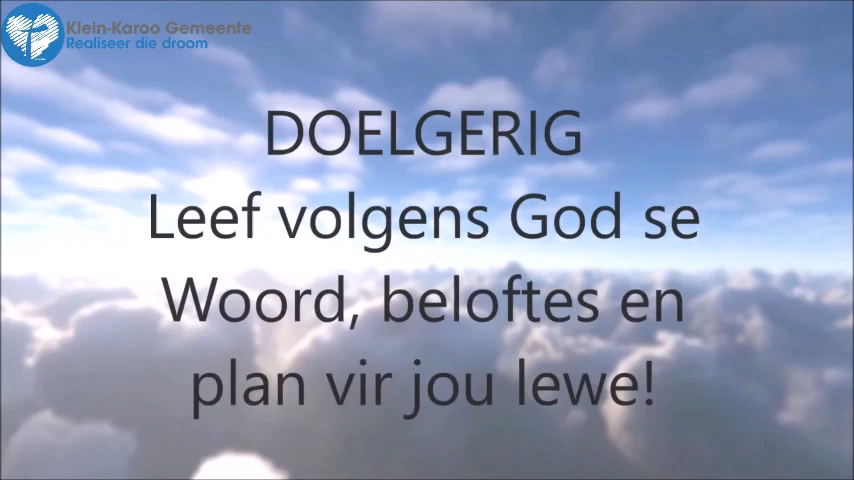 Klein-Karoo Gemeente
Realiseer die droom
DOELGERIG
Leef volgens God se
Woord, beloftes en
plan vir jou lewe!